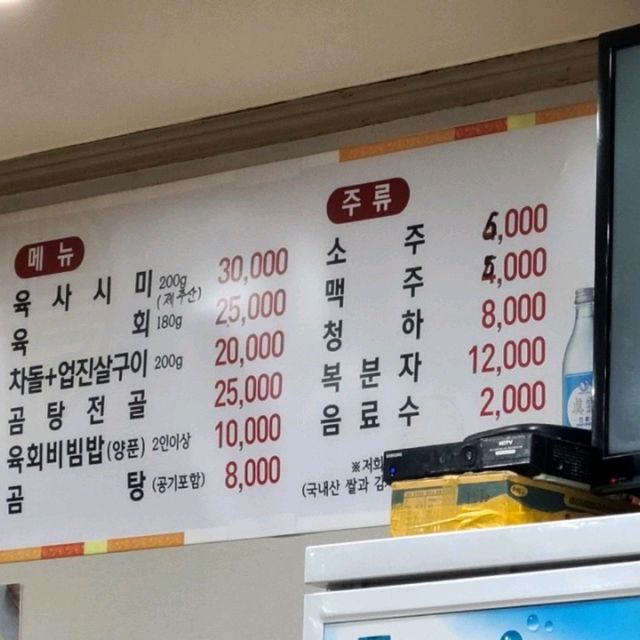 메뉴
육사시미 200g (제주산) 30,000
육회 180g 25,000
차돌+업진살구이 200g 20,000
곰탕전골 25,000
육회비빔밥(양푼) 2인이상 10,000
곰탕 (공기포함) 8,000
주류
소주 5,000
맥주 5,000
청하 8,000
복분자 12,000
음료수 2,000
※저희
(국내산 쌀과 김
SAMSUNG
HDTV